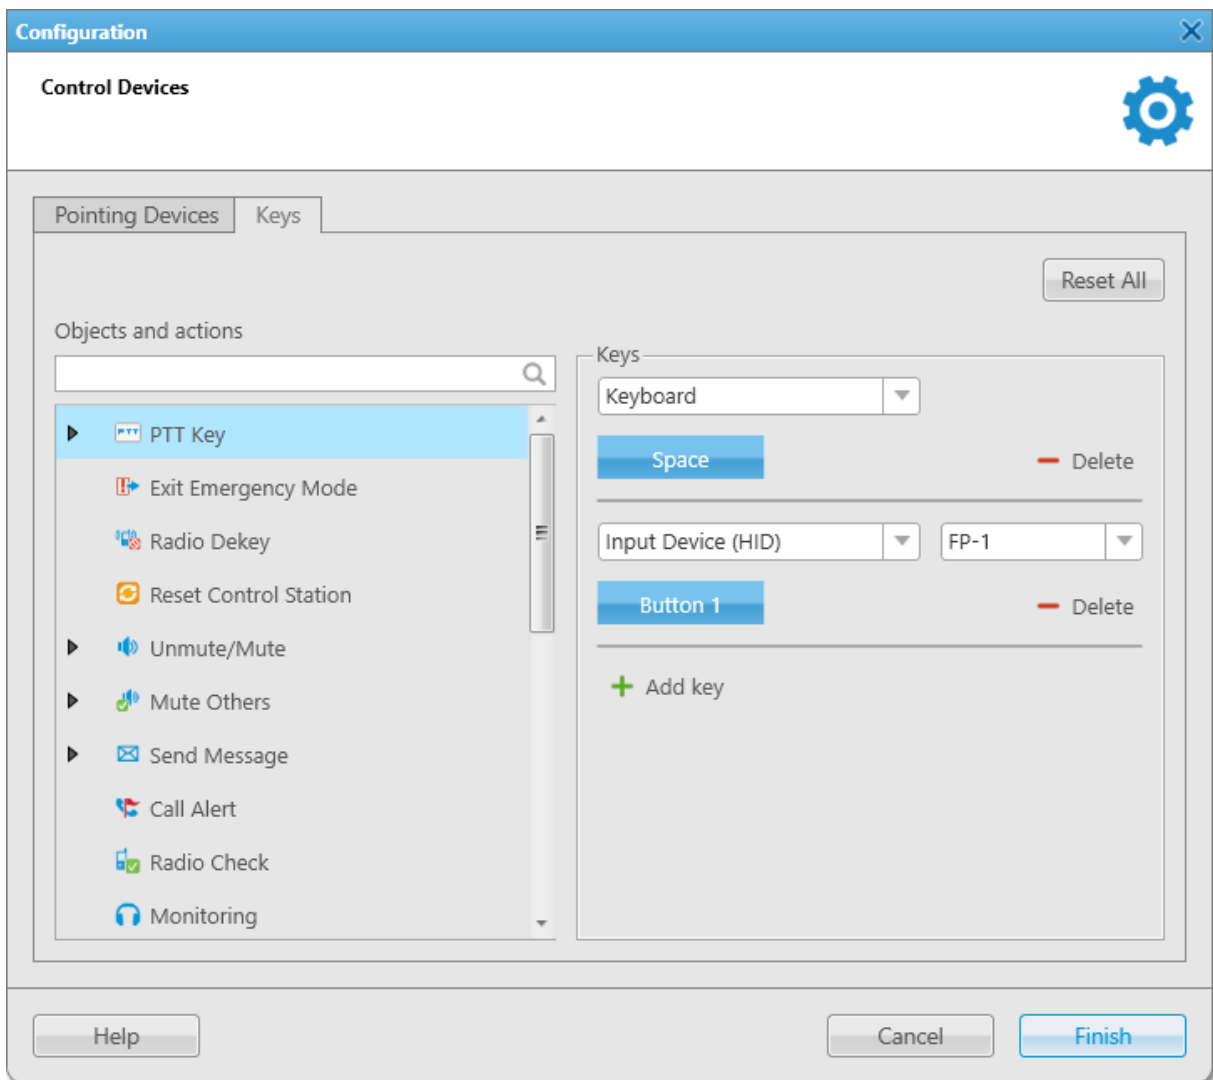 Configuration
Control Devices
Pointing Devices
Keys
Reset All
Objects and actions
PTT
PTT Key
Exit Emergency Mode
Radio Dekey
Reset Control Station
Unmute/Mute
Mute Others
Send Message
Call Alert
Radio Check
Monitoring
Keys
Keyboard
Space
Delete
Input Device (HID)
FP-1
Button 1
Delete
Add key
Help
Cancel
Finish